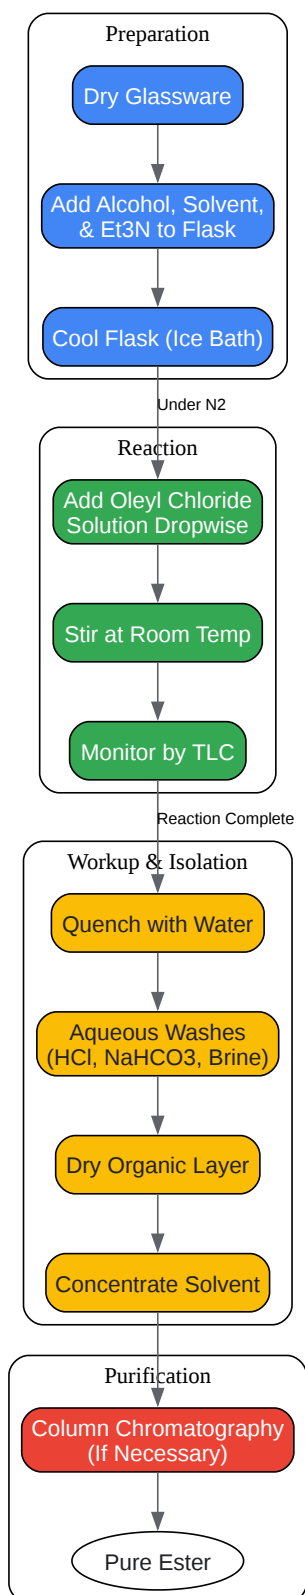 Preparation
Dry Glassware
Add Alcohol, Solvent,
& Et3N to Flask
Cool Flask (Ice Bath)
Under N2
Reaction
Add Oleyl Chloride
Solution Dropwise
Stir at Room Temp
Monitor by TLC
Reaction Complete
Workup & Isolation
Quench with Water
Aqueous Washes
(HCl, NaHCO3, Brine)
Dry Organic Layer
Concentrate Solvent
Purification
Column Chromatography
(If Necessary)
Pure Ester